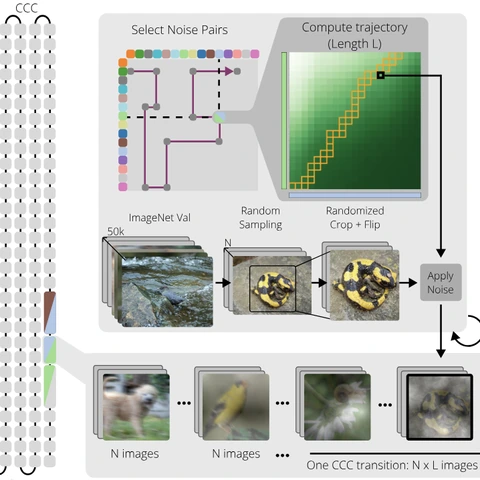 CCC
Select Noise Pairs
Compute trajectory
(Length L)
ImageNet Val
50k
Random
Sampling
N
Randomized
Crop + Flip
Apply
Noise
N images
N images
One CCC transition: N x L images